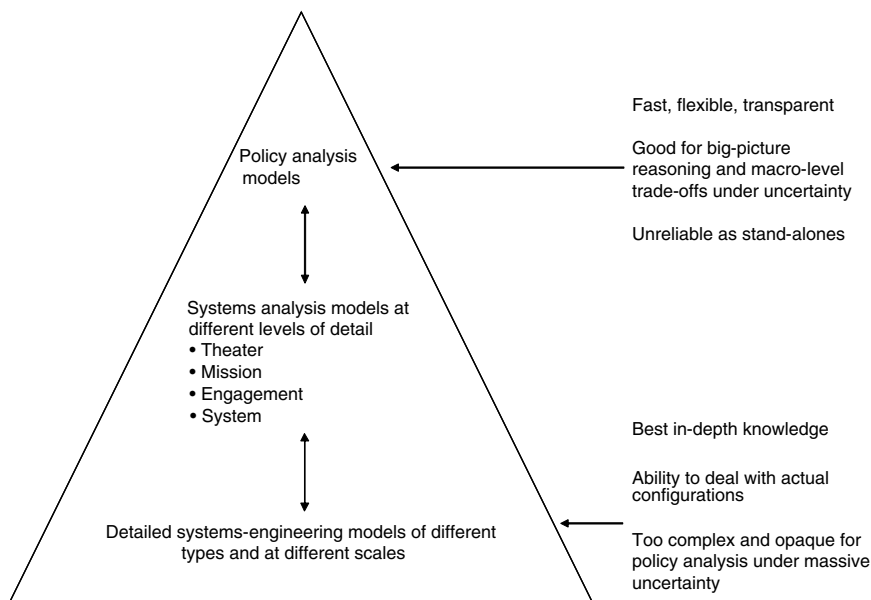 Policy analysis
models
Systems analysis models at
different levels of detail
• Theater
• Mission
• Engagement
• System
Detailed systems-engineering models of different
types and at different scales
Fast, flexible, transparent
Good for big-picture
reasoning and macro-level
trade-offs under uncertainty
Unreliable as stand-alones
Best in-depth knowledge
Ability to deal with actual
configurations
Too complex and opaque for
policy analysis under massive
uncertainty